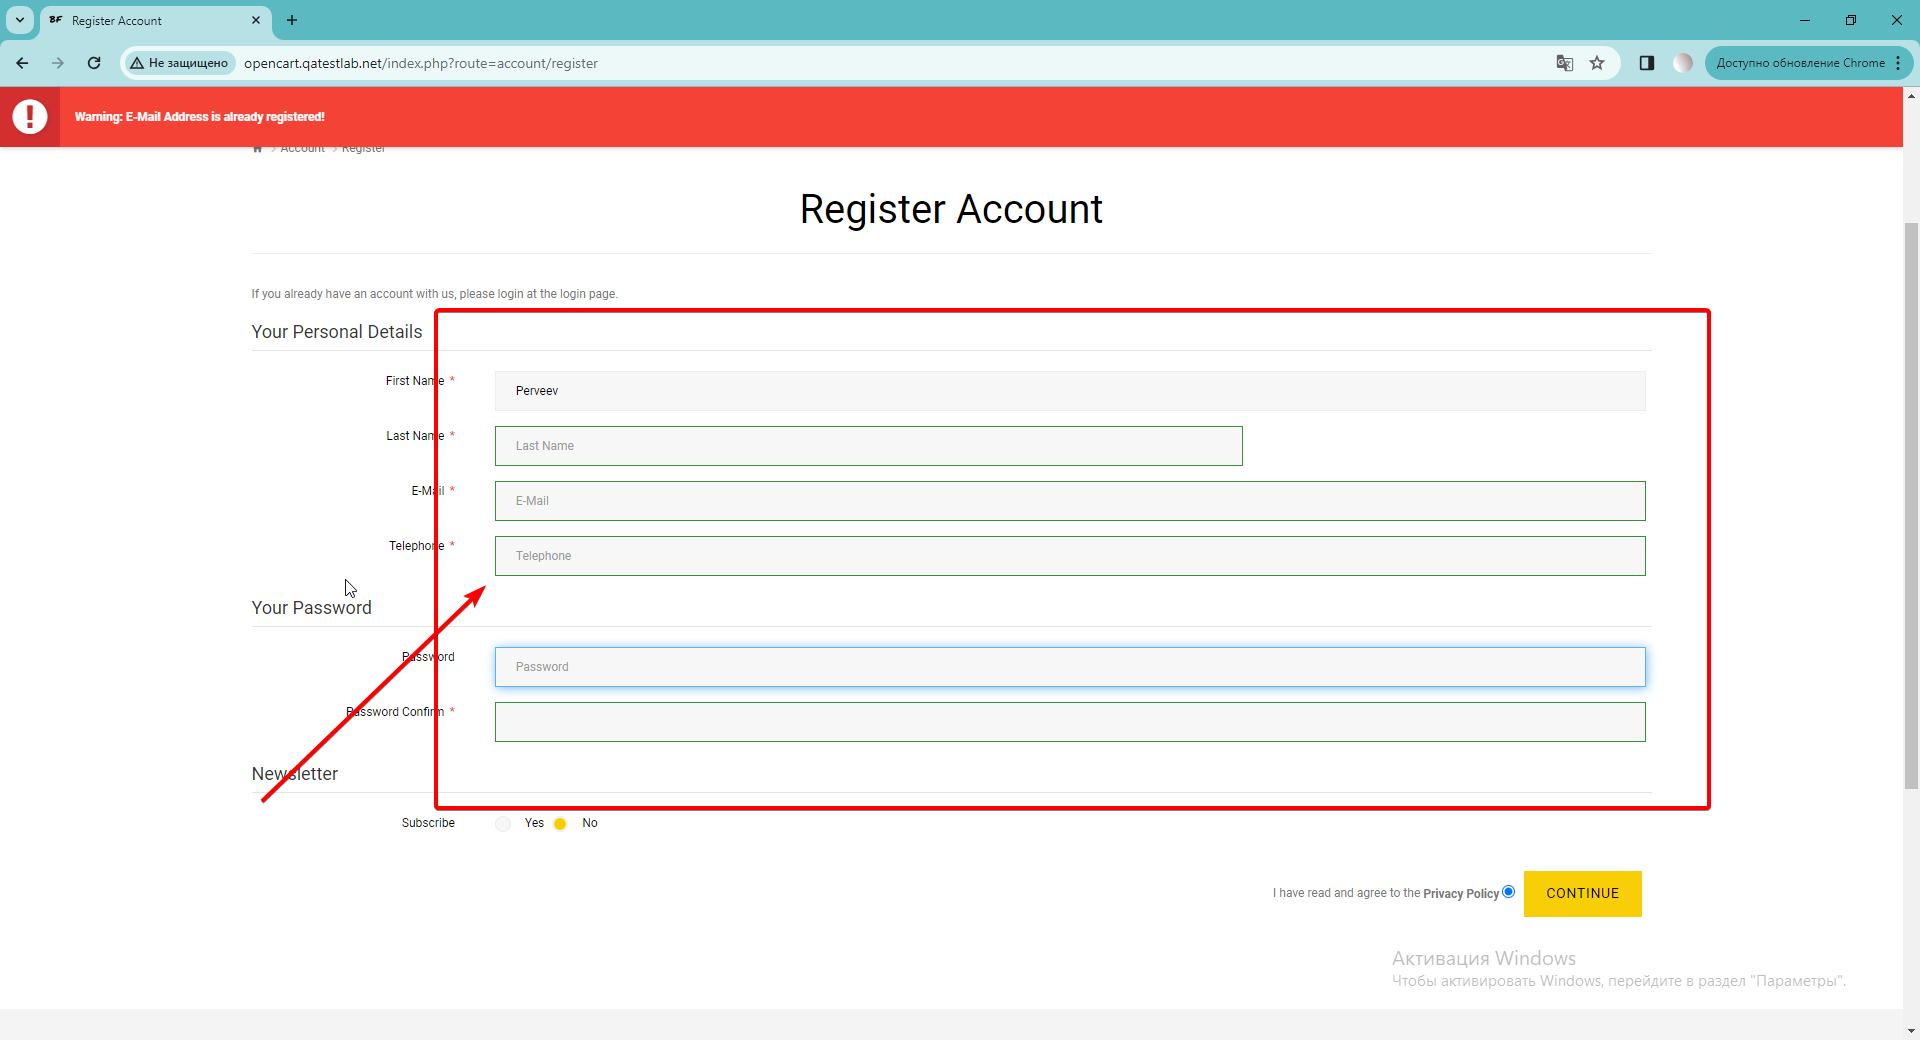 Register Account
Не защищено
opencart.qatestlab.net/index.php?route=account/register
Доступно обновление Chrome
Warning: E-Mail Address is already registered!
Account > Register
Register Account
If you already have an account with us, please login at the login page.
Your Personal Details
First Name *
Perveev
Last Name *
Last Name
E-Mail *
E-Mail
Telephone *
Telephone
Your Password
Password
Password
Password Confirm *
Newsletter
Subscribe
Yes
No
I have read and agree to the Privacy Policy
CONTINUE
Активация Windows
Чтобы активировать Windows, перейдите в раздел "Параметры".